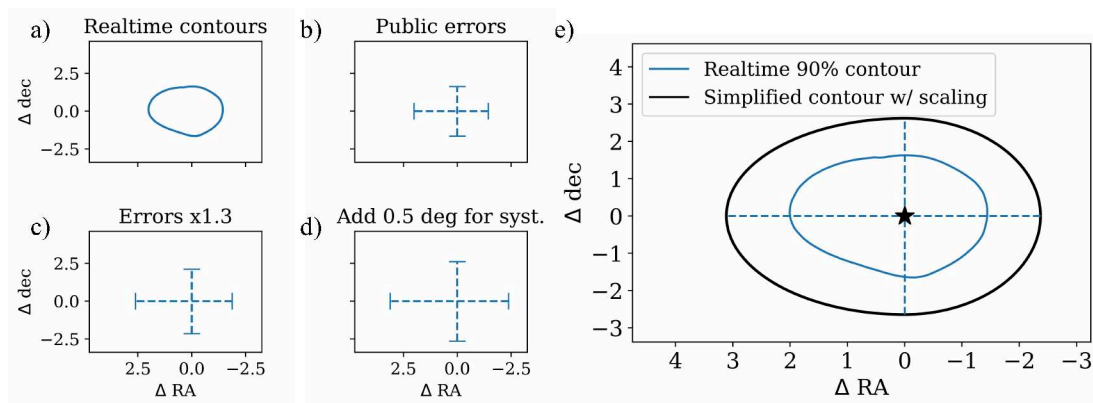 a) Realtime contours
Δ dec
2.5
0.0
−2.5
b) Public errors
c) Errors x1.3
Δ dec
2.5
0.0
−2.5
2.5 0.0 −2.5
Δ RA
d) Add 0.5 deg for syst.
2.5 0.0 −2.5
Δ RA
e)
Realtime 90% contour
Simplified contour w/ scaling
Δ dec
4
3
2
1
0
−1
−2
−3
4 3 2 1 0 −1 −2 −3
Δ RA